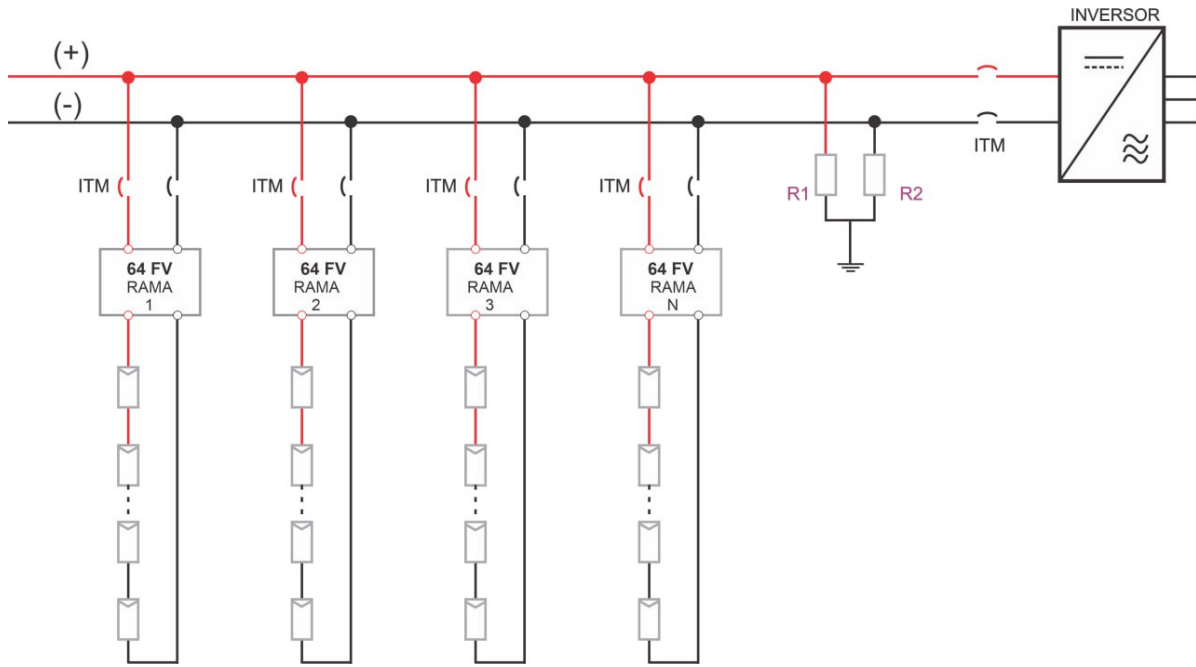 INVERSOR
(+)
(-)
ITM
ITM
ITM
ITM
ITM
R1
R2
64 FV
RAMA
1
64 FV
RAMA
2
64 FV
RAMA
3
64 FV
RAMA
N